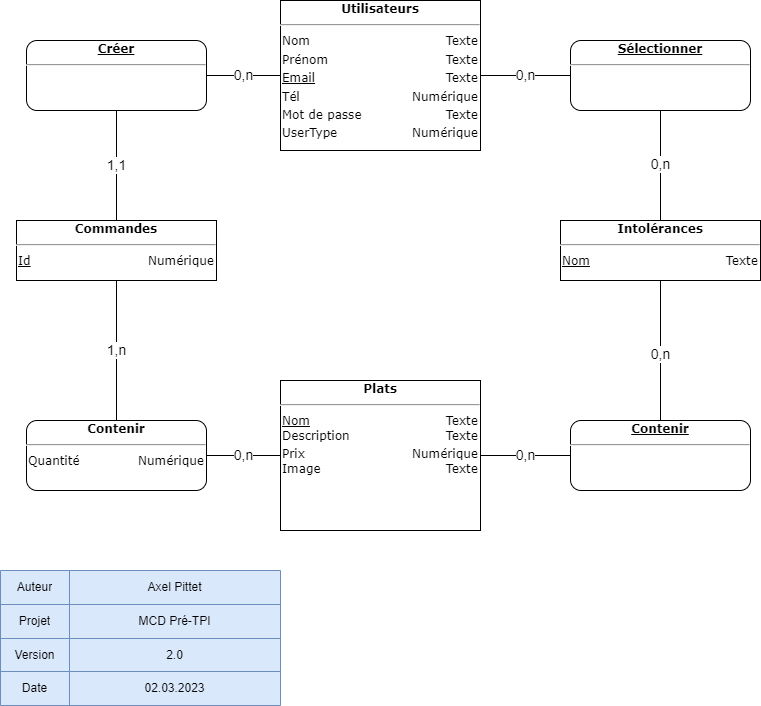 Utilisateurs
Nom Texte
Prénom Texte
Email Texte
Tél Numérique
Mot de passe Texte
UserType Numérique
Créer
0,n
0,n
Sélectionner
1,1
0,n
Commandes
Id Numérique
Intolérances
Nom Texte
1,n
0,n
Plats
Nom Texte
Description Texte
Prix Numérique
Image Texte
Contenir
Quantité Numérique
0,n
0,n
Contenir
Auteur Axel Pittet
Projet MCD Pré-TPI
Version 2.0
Date 02.03.2023